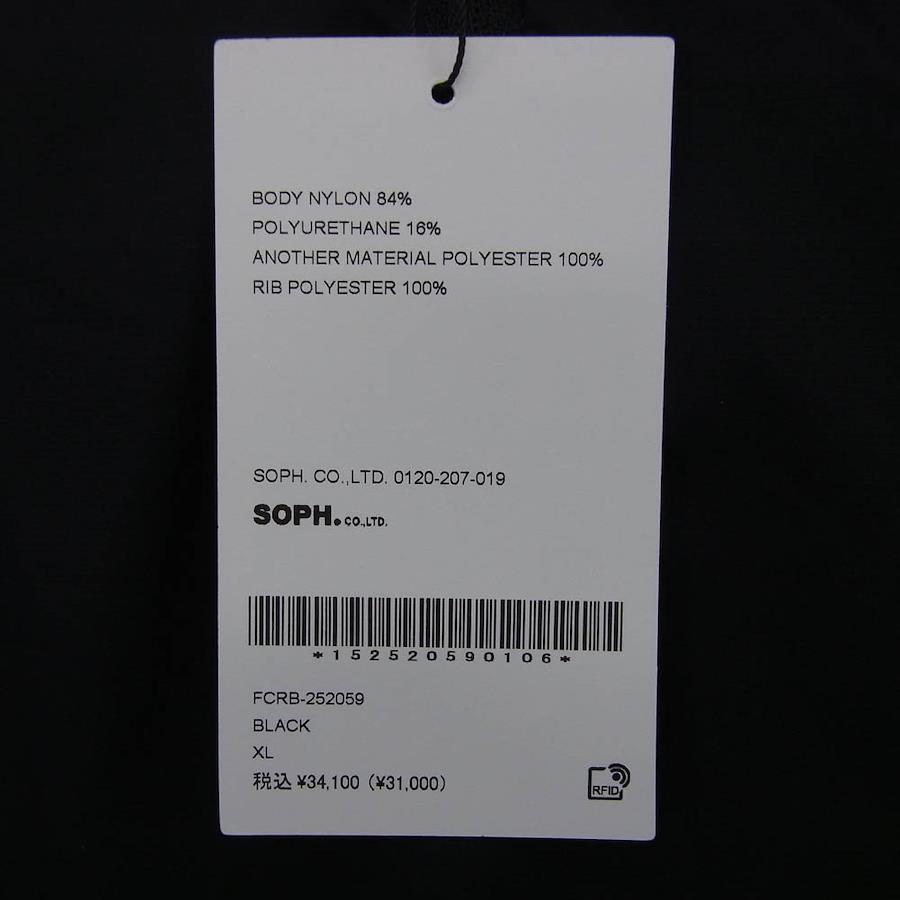 BODY NYLON 84%
POLYURETHANE 16%
ANOTHER MATERIAL POLYESTER 100%
RIB POLYESTER 100%
SOPH. CO.,LTD. 0120-207-019
SOPH. CO.,LTD.
*152520590106*
FCRB-252059
BLACK
XL
税込 ¥34,100 (¥31,000)
RFID